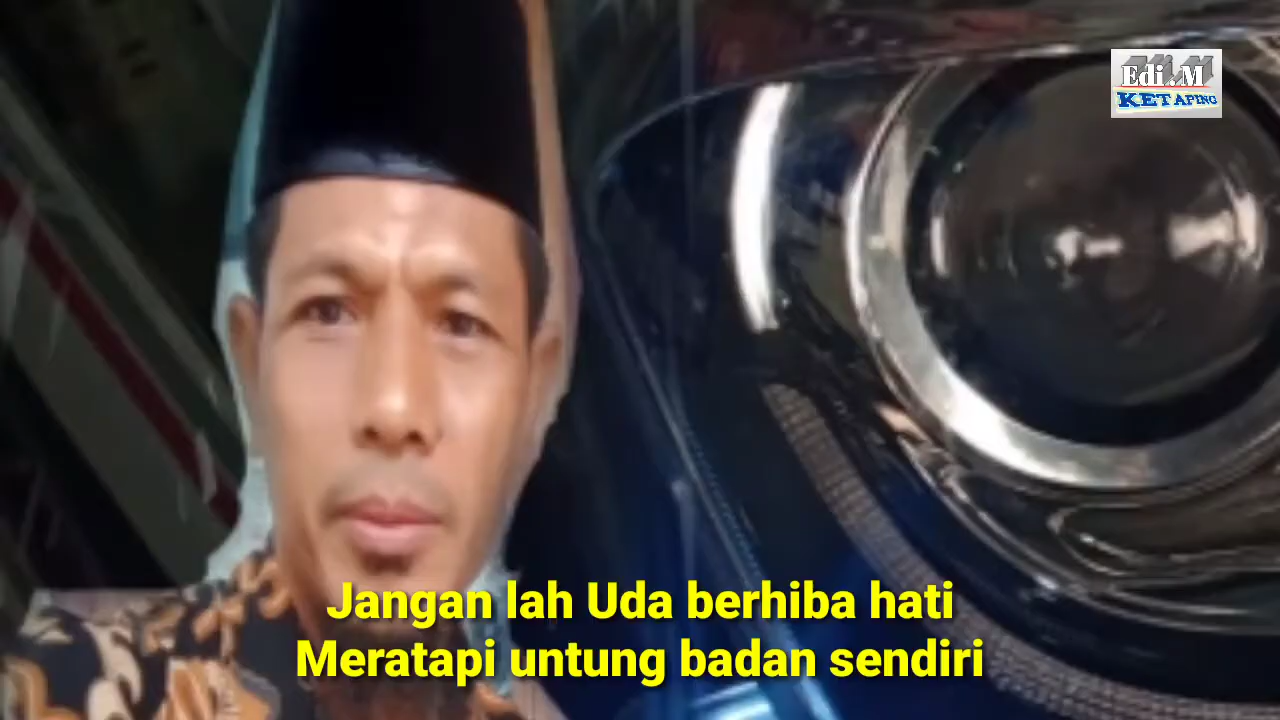 Edi.M
KETAPING
Jangan lah Uda berhiba hati
Meratapi untung badan sendiri